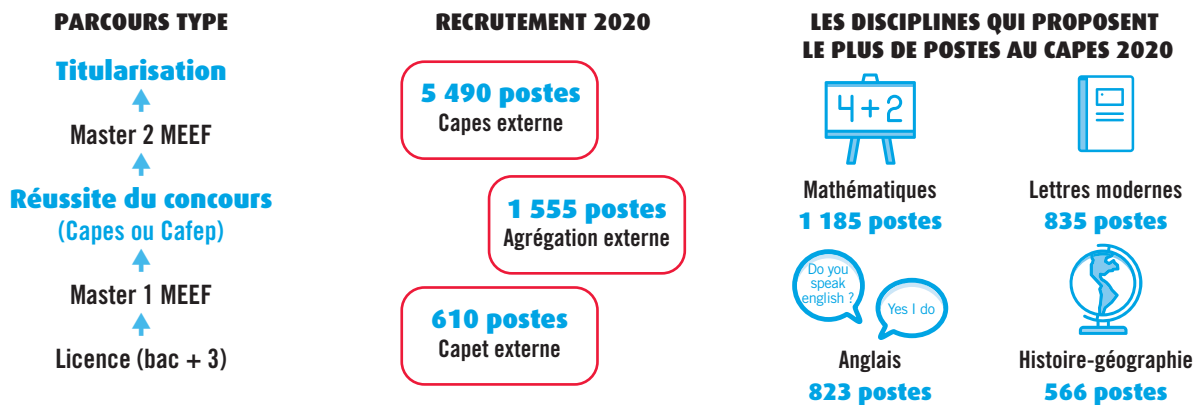 PARCOURS TYPE
Titularisation
Master 2 MEEF
Réussite du concours
(Capes ou Cafep)
Master 1 MEEF
Licence (bac + 3)
RECRUTEMENT 2020
5 490 postes
Capes externe
1 555 postes
Agrégation externe
610 postes
Capet externe
LES DISCIPLINES QUI PROPOSENT
LE PLUS DE POSTES AU CAPES 2020
4+2
Mathématiques
1 185 postes
Lettres modernes
835 postes
Do you
speak
english ?
Yes I do
Anglais
823 postes
Histoire-géographie
566 postes